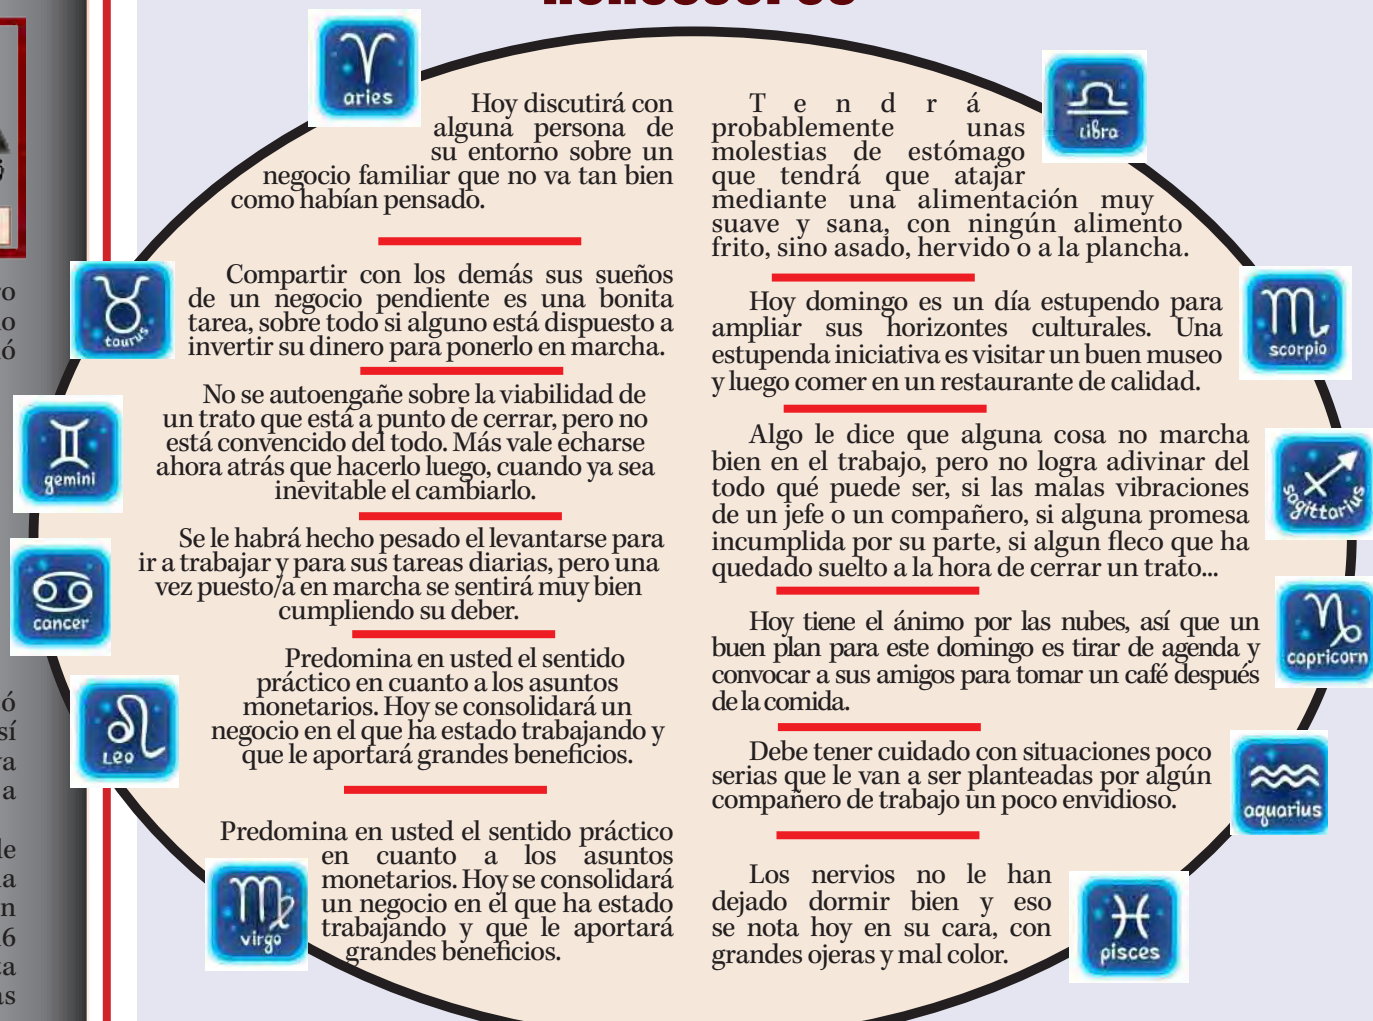 aries
Hoy discutirá con
alguna persona de
su entorno sobre un
negocio familiar que no va tan bien
como habían pensado.
taurus
Compartir con los demás sus sueños
de un negocio pendiente es una bonita
tarea, sobre todo si alguno está dispuesto a
invertir su dinero para ponerlo en marcha.
gemini
No se autoengañe sobre la viabilidad de
un trato que está a punto de cerrar, pero no
está convencido del todo. Más vale echarse
ahora atrás que hacerlo luego, cuando ya sea
inevitable el cambiarlo.
cancer
Se le habrá hecho pesado el levantarse para
ir a trabajar y para sus tareas diarias, pero una
vez puesto/a en marcha se sentirá muy bien
cumpliendo su deber.
Leo
Predomina en usted el sentido
práctico en cuanto a los asuntos
monetarios. Hoy se consolidará un
negocio en el que ha estado trabajando y
que le aportará grandes beneficios.
virgo
Predomina en usted el sentido práctico
en cuanto a los asuntos
monetarios. Hoy se consolidará
un negocio en el que ha estado
trabajando y que le aportará
grandes beneficios.
libra
Tendrá
probablemente unas
molestias de estómago
que tendrá que atajar
mediante una alimentación muy
suave y sana, con ningún alimento
frito, sino asado, hervido o a la plancha.
scorpio
Hoy domingo es un día estupendo para
ampliar sus horizontes culturales. Una
estupenda iniciativa es visitar un buen museo
y luego comer en un restaurante de calidad.
sagittarius
Algo le dice que alguna cosa no marcha
bien en el trabajo, pero no logra adivinar del
todo qué puede ser, si las malas vibraciones
de un jefe o un compañero, si alguna promesa
incumplida por su parte, si algun fleco que ha
quedado suelto a la hora de cerrar un trato...
capricorn
Hoy tiene el ánimo por las nubes, así que un
buen plan para este domingo es tirar de agenda y
convocar a sus amigos para tomar un café después
de la comida.
aquarius
Debe tener cuidado con situaciones poco
serias que le van a ser planteadas por algún
compañero de trabajo un poco envidioso.
pisces
Los nervios no le han
dejado dormir bien y eso
se nota hoy en su cara, con
grandes ojeras y mal color.